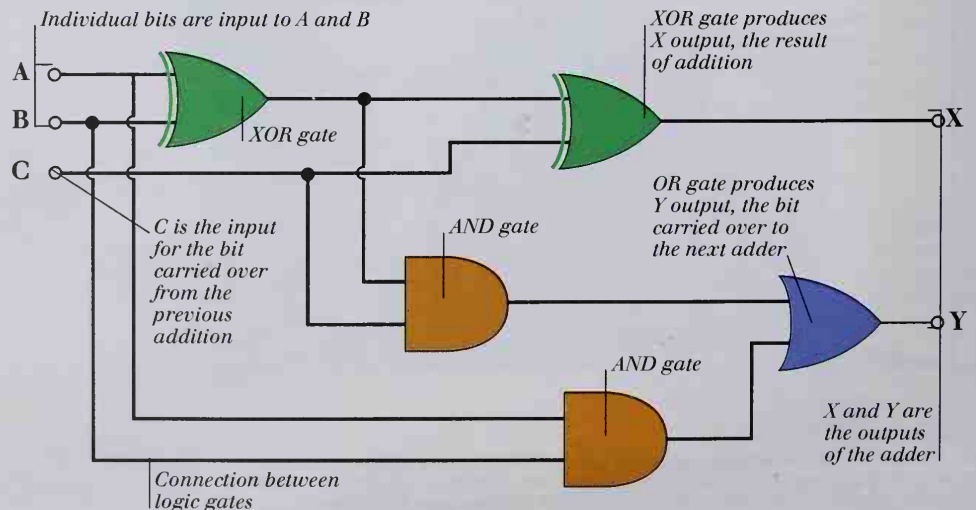 Individual bits are input to A and B
A
B
C
XOR gate
XOR gate produces
X output, the result
of addition
X
C is the input
for the bit
carried over
from the
previous
addition
AND gate
OR gate produces
Y output, the bit
carried over to
the next adder
Y
AND gate
X and Y are
the outputs
of the adder
Connection between
logic gates